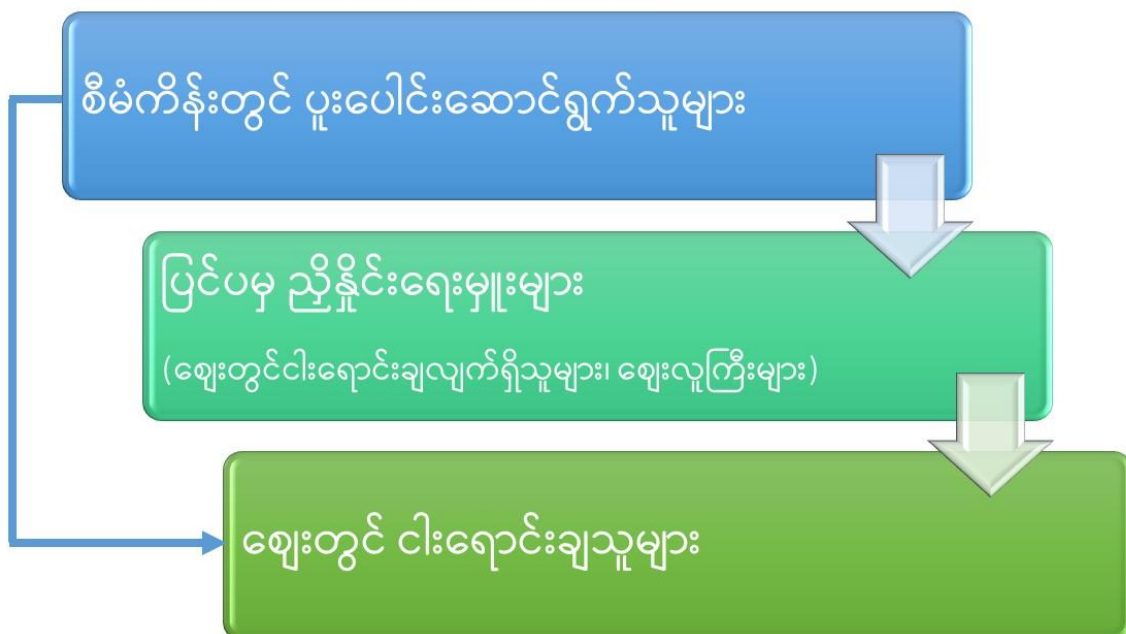 စီမံကိန်းတွင် ပူးပေါင်းဆောင်ရွက်သူများ
ပြင်ပမှ ညှိနှိုင်းရေးမှူးများ
(ဈေးတွင်ငါးရောင်းချလျက်ရှိသူများ၊ ဈေးလူကြီးများ)
ဈေးတွင် ငါးရောင်းချသူများ